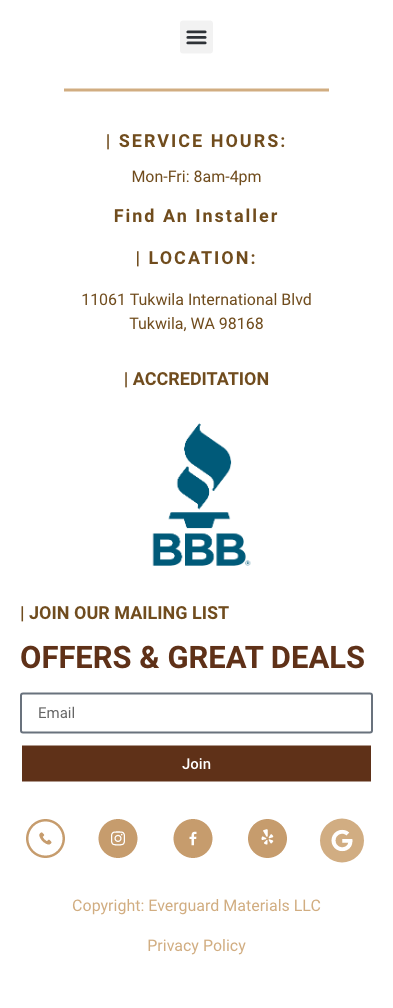 | SERVICE HOURS:
Mon-Fri: 8am-4pm
Find An Installer
| LOCATION:
11061 Tukwila International Blvd
Tukwila, WA 98168
| ACCREDITATION
BBB®
| JOIN OUR MAILING LIST
OFFERS & GREAT DEALS
Email
Join
Copyright: Everguard Materials LLC
Privacy Policy